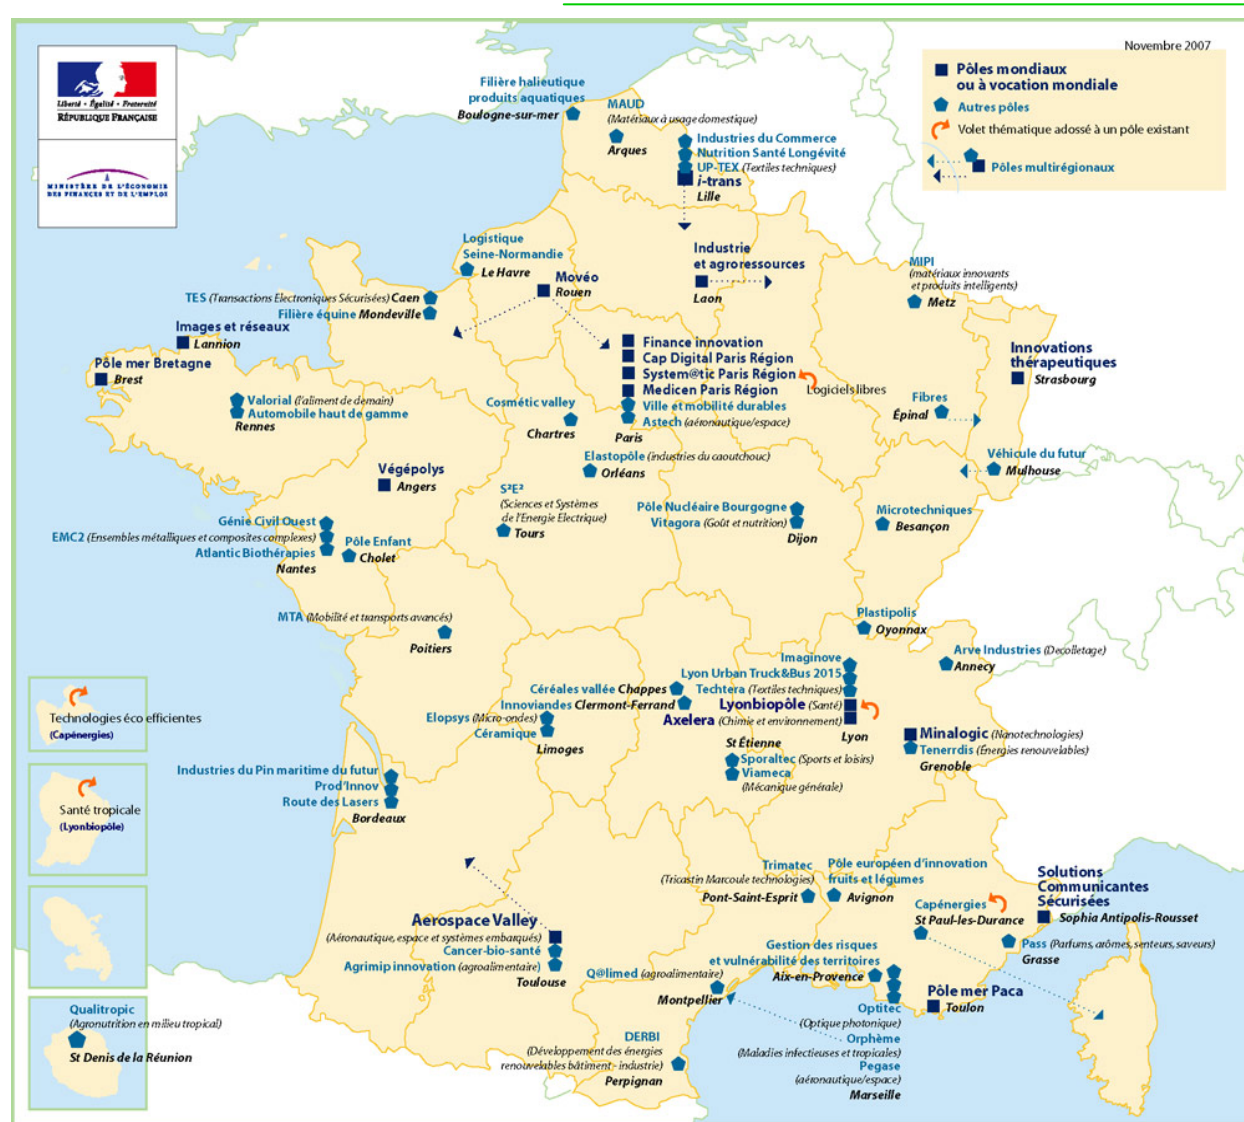 Novembre 2007
Liberté • Égalité • Fraternité
RÉPUBLIQUE FRANÇAISE
MINISTÈRE DE L'ÉCONOMIE
DES FINANCES ET DE L'EMPLOI
Pôles mondiaux
ou à vocation mondiale
Autres pôles
Volet thématique adossé à un pôle existant
Pôles multirégionaux
Filière halieutique
produits aquatiques
Boulogne-sur-mer
MAUD
(Matériaux à usage domestique)
Arques
Industries du Commerce
Nutrition Santé Longévité
UP-TEX (Textiles techniques)
i-trans
Lille
Logistique
Seine-Normandie
Le Havre
Movéo
Rouen
Industrie
et agroressources
Laon
MIPI
(matériaux innovants
et produits intelligents)
Metz
TES (Transactions Electroniques Sécurisées) Caen
Filière équine Mondeville
Images et réseaux
Lannion
Pôle mer Bretagne
Brest
Valorial (l'aliment de demain)
Automobile haut de gamme
Rennes
Finance innovation
Cap Digital Paris Région
System@tic Paris Région
Medicen Paris Région
Ville et mobilité durables
Astech (aéronautique/espace)
Paris
Logiciels libres
Innovations
thérapeutiques
Strasbourg
Cosmétic valley
Chartres
Fibres
Épinal
Elastopôle (industries du caoutchouc)
Orléans
Véhicule du futur
Mulhouse
Végépolys
Angers
S²E²
(Sciences et Systèmes
de l'Energie Electrique)
Tours
Pôle Nucléaire Bourgogne
Vitagora (Goût et nutrition)
Dijon
Microtechniques
Besançon
Génie Civil Ouest
EMC2 (Ensembles métalliques et composites complexes)
Atlantic Biothérapies
Nantes
Pôle Enfant
Cholet
MTA (Mobilité et transports avancés)
Poitiers
Plastipolis
Oyonnax
Arve Industries (Decolletage)
Annecy
Imaginove
Lyon Urban Truck&Bus 2015
Techtera (Textiles techniques)
Lyonbiopôle (Santé)
Axelera (Chimie et environnement)
Lyon
Céréales vallée Chappes
Innoviandes Clermont-Ferrand
Elopsys (Micro-ondes)
Céramique
Limoges
St Étienne
Sporaltec (Sports et loisirs)
Viameca
(Mécanique générale)
Minalogic (Nanotechnologies)
Tenerrdis (Énergies renouvelables)
Grenoble
Technologies éco efficientes
(Capénergies)
Santé tropicale
(Lyonbiopôle)
Industries du Pin maritime du futur
Prod'Innov
Route des Lasers
Bordeaux
Trimatec
(Tricastin Marcoule technologies)
Pont-Saint-Esprit
Pôle européen d'innovation
fruits et légumes
Avignon
Capénergies
St Paul-les-Durance
Solutions
Communicantes
Sécurisées
Sophia Antipolis-Rousset
Pass (Parfums, arômes, senteurs, saveurs)
Grasse
Aerospace Valley
(Aéronautique, espace et systèmes embarqués)
Cancer-bio-santé
Agrimip innovation (agroalimentaire)
Toulouse
Gestion des risques
et vulnérabilité des territoires
Aix-en-Provence
Q@limed (agroalimentaire)
Montpellier
Pôle mer Paca
Toulon
Optitec
(Optique photonique)
Orphème
(Maladies infectieuses et tropicales)
Pegase
(aéronautique/espace)
Marseille
DERBI
(Développement des énergies
renouvelables bâtiment - industrie)
Perpignan
Qualitropic
(Agronutrition en milieu tropical)
St Denis de la Réunion